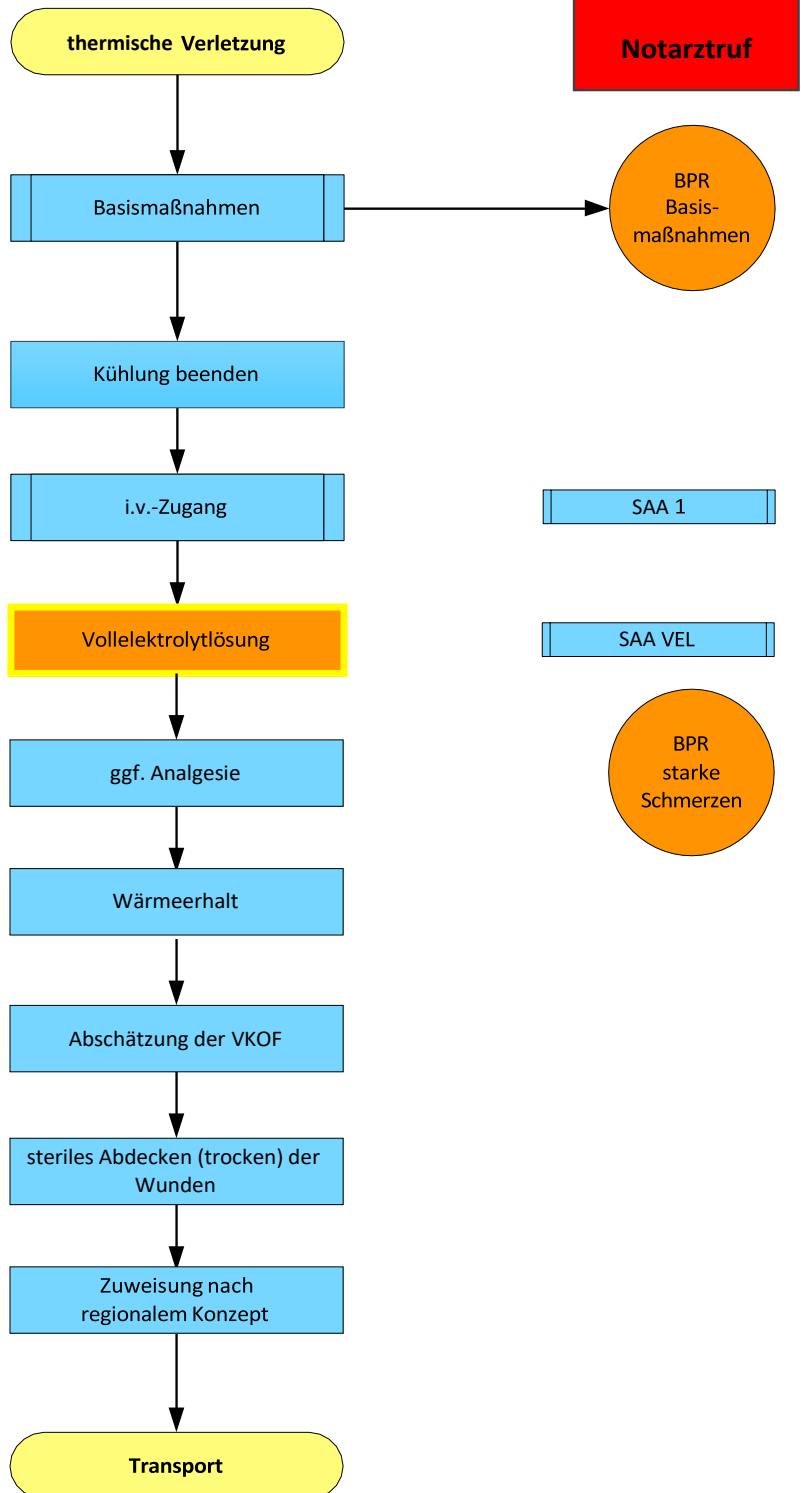 thermische Verletzung
Notarztruf
BPR
Basis-
maßnahmen
Basismaßnahmen
Kühlung beenden
i.v.-Zugang
SAA 1
Vollelektrolytlösung
SAA VEL
ggf. Analgesie
BPR
starke
Schmerzen
Wärmeerhalt
Abschätzung der VKOF
steriles Abdecken (trocken) der
Wunden
Zuweisung nach
regionalem Konzept
Transport